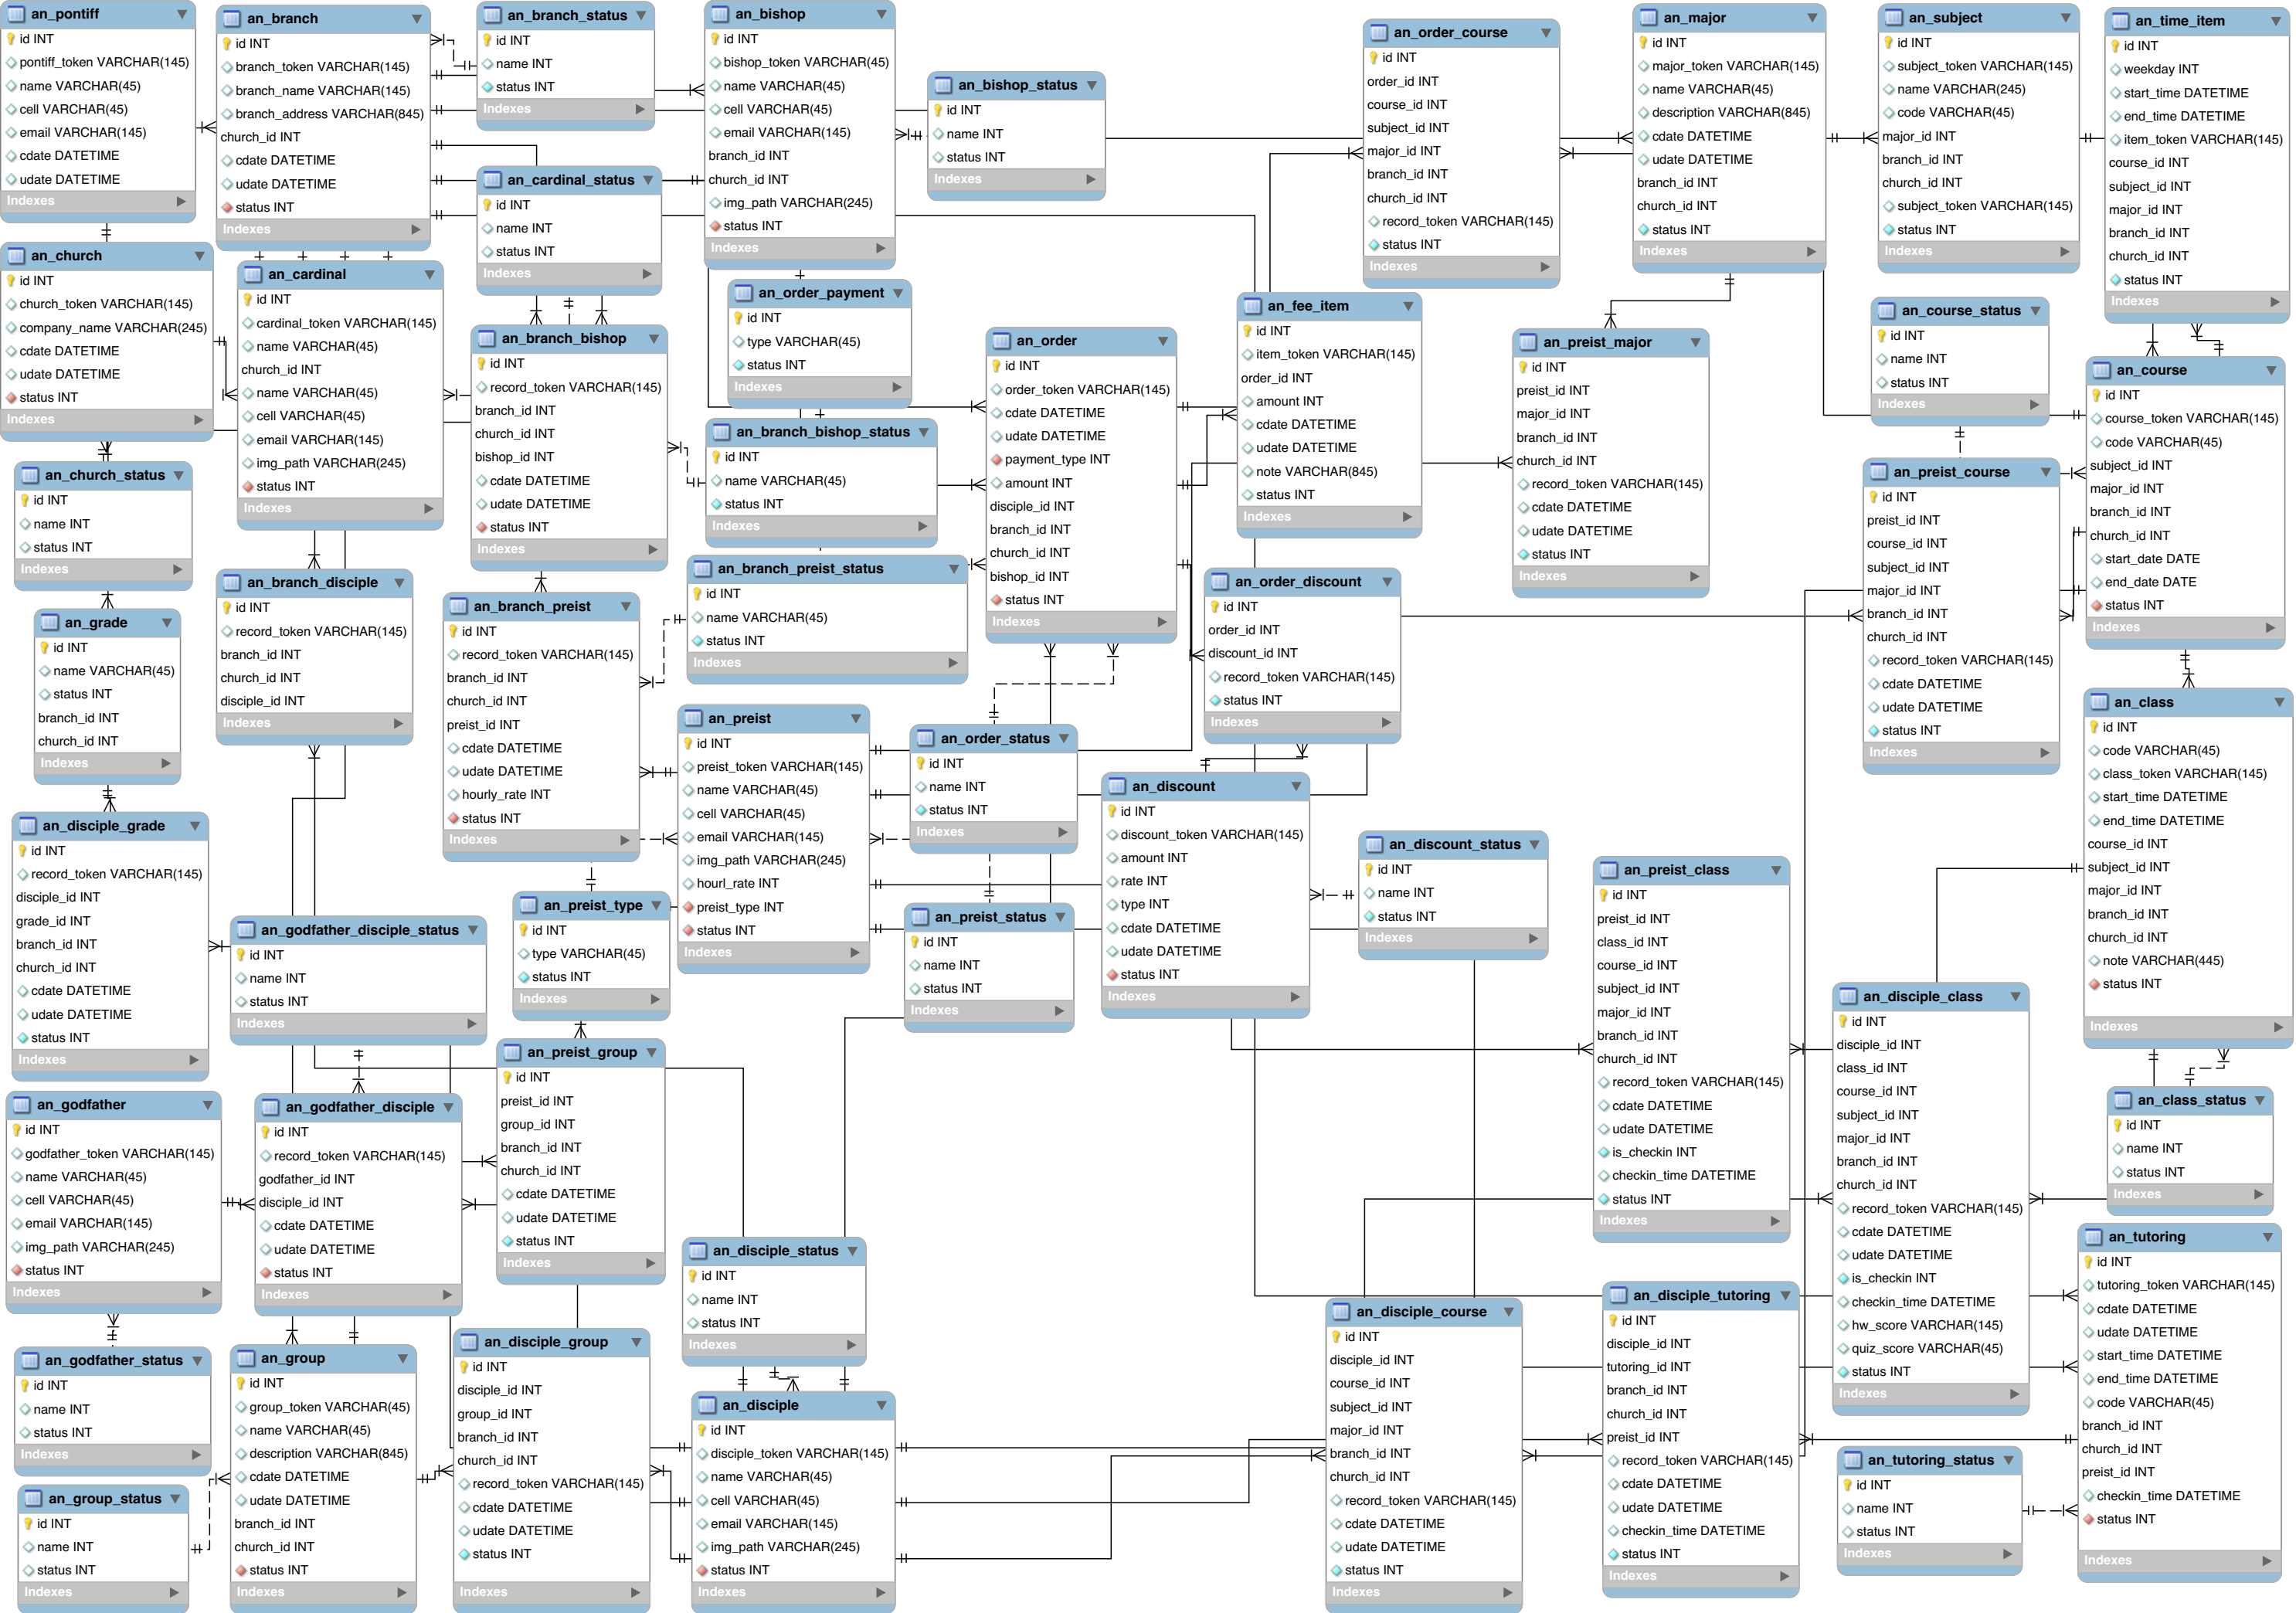 an_pontiff
id INT
pontiff_token VARCHAR(145)
name VARCHAR(45)
cell VARCHAR(45)
email VARCHAR(145)
cdate DATETIME
udate DATETIME
Indexes
an_branch
id INT
branch_token VARCHAR(145)
branch_name VARCHAR(145)
branch_address VARCHAR(845)
church_id INT
cdate DATETIME
udate DATETIME
status INT
Indexes
an_branch_status
id INT
name INT
status INT
Indexes
an_bishop
id INT
bishop_token VARCHAR(45)
name VARCHAR(45)
cell VARCHAR(45)
email VARCHAR(145)
branch_id INT
church_id INT
img_path VARCHAR(245)
status INT
Indexes
an_bishop_status
id INT
name INT
status INT
Indexes
an_order_course
id INT
order_id INT
course_id INT
subject_id INT
major_id INT
branch_id INT
church_id INT
record_token VARCHAR(145)
status INT
Indexes
an_major
id INT
major_token VARCHAR(145)
name VARCHAR(45)
description VARCHAR(845)
cdate DATETIME
udate DATETIME
branch_id INT
church_id INT
status INT
Indexes
an_subject
id INT
subject_token VARCHAR(145)
name VARCHAR(245)
code VARCHAR(45)
major_id INT
branch_id INT
church_id INT
subject_token VARCHAR(145)
status INT
Indexes
an_time_item
id INT
weekday INT
start_time DATETIME
end_time DATETIME
item_token VARCHAR(145)
course_id INT
subject_id INT
major_id INT
branch_id INT
church_id INT
status INT
Indexes
an_church
id INT
church_token VARCHAR(145)
company_name VARCHAR(245)
cdate DATETIME
udate DATETIME
status INT
Indexes
an_cardinal
id INT
cardinal_token VARCHAR(145)
name VARCHAR(45)
church_id INT
name VARCHAR(45)
cell VARCHAR(45)
email VARCHAR(145)
img_path VARCHAR(245)
status INT
Indexes
an_cardinal_status
id INT
name INT
status INT
Indexes
an_branch_bishop
id INT
record_token VARCHAR(145)
branch_id INT
church_id INT
bishop_id INT
cdate DATETIME
udate DATETIME
status INT
Indexes
an_order_payment
id INT
type VARCHAR(45)
status INT
Indexes
an_branch_bishop_status
id INT
name VARCHAR(45)
status INT
Indexes
an_order
id INT
order_token VARCHAR(145)
cdate DATETIME
udate DATETIME
payment_type INT
amount INT
disciple_id INT
branch_id INT
church_id INT
bishop_id INT
status INT
Indexes
an_fee_item
id INT
item_token VARCHAR(145)
order_id INT
amount INT
cdate DATETIME
udate DATETIME
note VARCHAR(845)
status INT
Indexes
an_preist_major
id INT
preist_id INT
major_id INT
branch_id INT
church_id INT
record_token VARCHAR(145)
cdate DATETIME
udate DATETIME
status INT
Indexes
an_course_status
id INT
name INT
status INT
Indexes
an_course
id INT
course_token VARCHAR(145)
code VARCHAR(45)
subject_id INT
major_id INT
branch_id INT
church_id INT
start_date DATE
end_date DATE
status INT
Indexes
an_preist_course
id INT
preist_id INT
course_id INT
subject_id INT
major_id INT
branch_id INT
church_id INT
record_token VARCHAR(145)
cdate DATETIME
udate DATETIME
status INT
Indexes
an_church_status
id INT
name INT
status INT
Indexes
an_grade
id INT
name VARCHAR(45)
status INT
branch_id INT
church_id INT
Indexes
an_branch_disciple
id INT
record_token VARCHAR(145)
branch_id INT
church_id INT
disciple_id INT
Indexes
an_branch_preist
id INT
record_token VARCHAR(145)
branch_id INT
church_id INT
preist_id INT
cdate DATETIME
udate DATETIME
hourly_rate INT
status INT
Indexes
an_branch_preist_status
id INT
name VARCHAR(45)
status INT
Indexes
an_order_discount
id INT
order_id INT
discount_id INT
record_token VARCHAR(145)
status INT
Indexes
an_preist
id INT
preist_token VARCHAR(145)
name VARCHAR(45)
cell VARCHAR(45)
email VARCHAR(145)
img_path VARCHAR(245)
hourl_rate INT
preist_type INT
status INT
Indexes
an_order_status
id INT
name INT
status INT
Indexes
an_discount
id INT
discount_token VARCHAR(145)
amount INT
rate INT
type INT
cdate DATETIME
udate DATETIME
status INT
Indexes
an_discount_status
id INT
name INT
status INT
Indexes
an_class
id INT
code VARCHAR(45)
class_token VARCHAR(145)
start_time DATETIME
end_time DATETIME
course_id INT
subject_id INT
major_id INT
branch_id INT
church_id INT
note VARCHAR(445)
status INT
Indexes
an_disciple_grade
id INT
record_token VARCHAR(145)
disciple_id INT
grade_id INT
branch_id INT
church_id INT
cdate DATETIME
udate DATETIME
status INT
Indexes
an_godfather_disciple_status
id INT
name INT
status INT
Indexes
an_preist_type
id INT
type VARCHAR(45)
status INT
Indexes
an_preist_status
id INT
name INT
status INT
Indexes
an_preist_class
id INT
preist_id INT
class_id INT
course_id INT
subject_id INT
major_id INT
branch_id INT
church_id INT
record_token VARCHAR(145)
cdate DATETIME
udate DATETIME
is_checkin INT
checkin_time DATETIME
status INT
Indexes
an_disciple_class
id INT
disciple_id INT
class_id INT
course_id INT
subject_id INT
major_id INT
branch_id INT
church_id INT
record_token VARCHAR(145)
cdate DATETIME
udate DATETIME
is_checkin INT
checkin_time DATETIME
hw_score VARCHAR(145)
quiz_score VARCHAR(45)
status INT
Indexes
an_class_status
id INT
name INT
status INT
Indexes
an_godfather
id INT
godfather_token VARCHAR(145)
name VARCHAR(45)
cell VARCHAR(45)
email VARCHAR(145)
img_path VARCHAR(245)
status INT
Indexes
an_godfather_disciple
id INT
record_token VARCHAR(145)
godfather_id INT
disciple_id INT
cdate DATETIME
udate DATETIME
status INT
Indexes
an_preist_group
id INT
preist_id INT
group_id INT
branch_id INT
church_id INT
cdate DATETIME
udate DATETIME
status INT
Indexes
an_disciple_status
id INT
name INT
status INT
Indexes
an_tutoring
id INT
tutoring_token VARCHAR(145)
cdate DATETIME
udate DATETIME
start_time DATETIME
end_time DATETIME
code VARCHAR(45)
branch_id INT
church_id INT
preist_id INT
checkin_time DATETIME
status INT
Indexes
an_godfather_status
id INT
name INT
status INT
Indexes
an_group_status
id INT
name INT
status INT
Indexes
an_group
id INT
group_token VARCHAR(45)
name VARCHAR(45)
description VARCHAR(845)
cdate DATETIME
udate DATETIME
branch_id INT
church_id INT
status INT
Indexes
an_disciple_group
id INT
disciple_id INT
group_id INT
branch_id INT
church_id INT
record_token VARCHAR(145)
cdate DATETIME
udate DATETIME
status INT
Indexes
an_disciple
id INT
disciple_token VARCHAR(145)
name VARCHAR(45)
cell VARCHAR(45)
email VARCHAR(145)
img_path VARCHAR(245)
status INT
Indexes
an_disciple_course
id INT
disciple_id INT
course_id INT
subject_id INT
major_id INT
branch_id INT
church_id INT
record_token VARCHAR(145)
cdate DATETIME
udate DATETIME
status INT
Indexes
an_disciple_tutoring
id INT
disciple_id INT
tutoring_id INT
branch_id INT
church_id INT
preist_id INT
record_token VARCHAR(145)
cdate DATETIME
udate DATETIME
checkin_time DATETIME
status INT
Indexes
an_tutoring_status
id INT
name INT
status INT
Indexes